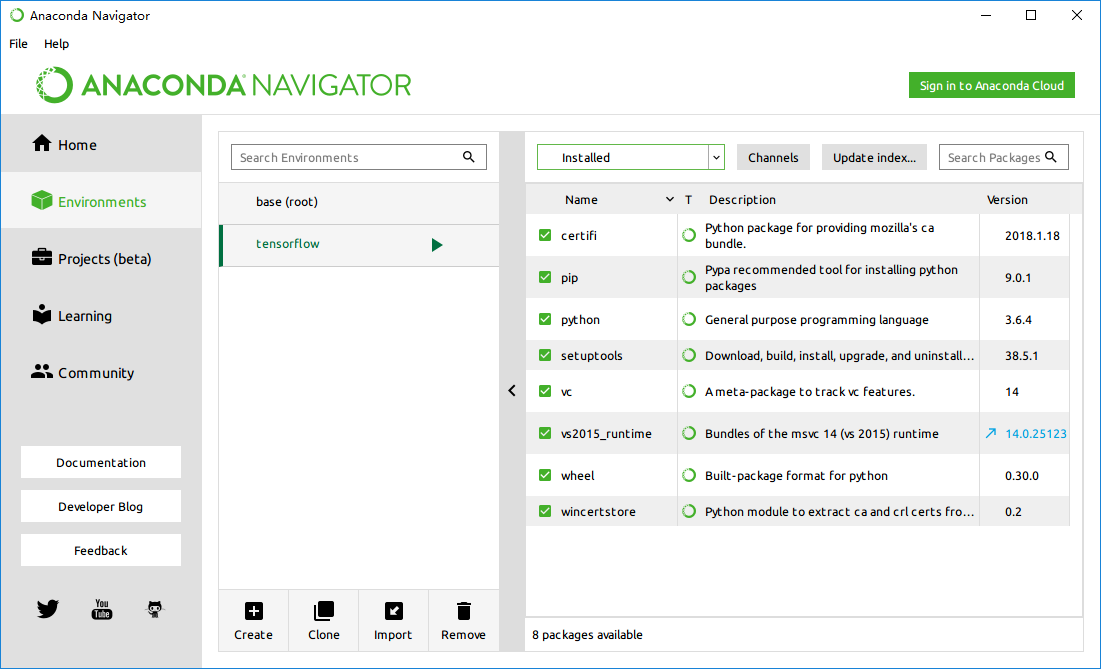 Anaconda Navigator
File Help
ANACONDA NAVIGATOR
Sign in to Anaconda Cloud
Home
Environments
Projects (beta)
Learning
Community
Documentation
Developer Blog
Feedback
You
Tube
Search Environments
base (root)
tensorflow
Create Clone Import Remove
Installed Channels Update index... Search Packages
Name T Description Version
certifi Python package for providing mozilla's ca
bundle. 2018.1.18
pip Pypa recommended tool for installing python
packages 9.0.1
python General purpose programming language 3.6.4
setuptools Download, build, install, upgrade, and uninstall... 38.5.1
vc A meta-package to track vc features. 14
vs2015_runtime Bundles of the msvc 14 (vs 2015) runtime 14.0.25123
wheel Built-package format for python 0.30.0
wincertstore Python module to extract ca and crl certs fro... 0.2
8 packages available